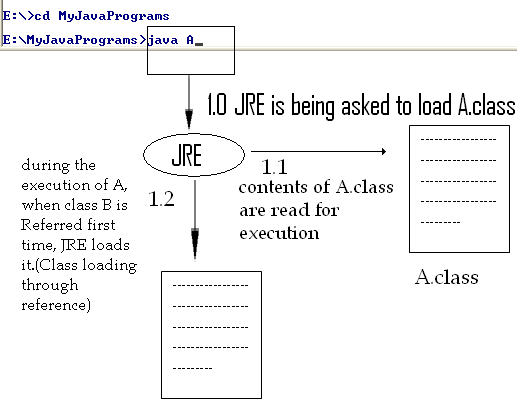 E:\>cd MyJavaPrograms
E:\MyJavaPrograms>java A_
1.0 JRE is being asked to load A.class
JRE
1.1
contents of A.class
are read for
execution
A.class
1.2
during the
execution of A,
when class B is
Referred first
time, JRE loads
it.(Class loading
through
reference)